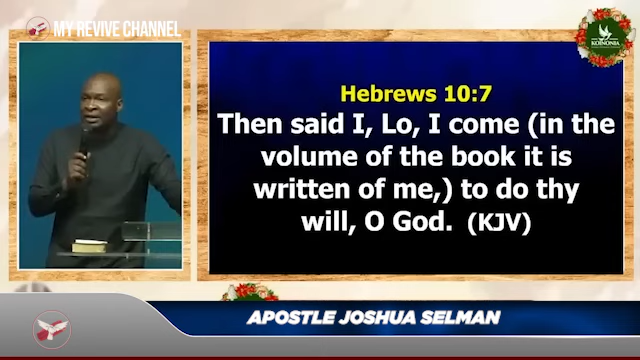 MY REVIVE CHANNEL
KOINONIA
Hebrews 10:7
Then said I, Lo, I come (in the
volume of the book it is
written of me,) to do thy
will, O God. (KJV)
APOSTLE JOSHUA SELMAN